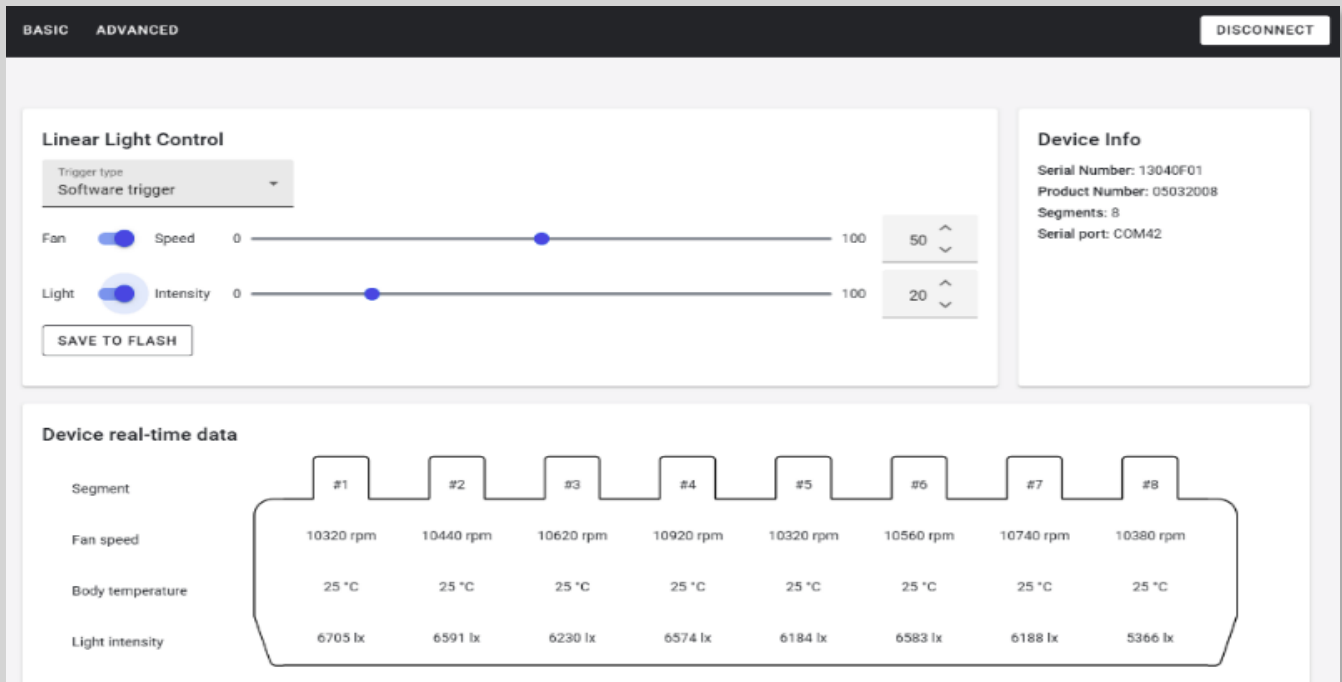 BASIC ADVANCED DISCONNECT
Linear Light Control
Trigger type
Software trigger
Fan Speed 0 100 50
Light Intensity 0 100 20
SAVE TO FLASH
Device Info
Serial Number: 13040F01
Product Number: 05032008
Segments: 8
Serial port: COM42
Device real-time data
Segment #1 #2 #3 #4 #5 #6 #7 #8
Fan speed 10320 rpm 10440 rpm 10620 rpm 10920 rpm 10320 rpm 10560 rpm 10740 rpm 10380 rpm
Body temperature 25 °C 25 °C 25 °C 25 °C 25 °C 25 °C 25 °C 25 °C
Light intensity 6705 lx 6591 lx 6230 lx 6574 lx 6184 lx 6583 lx 6188 lx 5366 lx